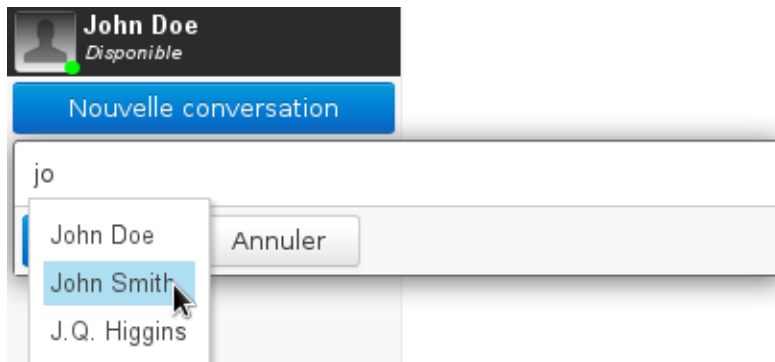 John Doe
Disponible
Nouvelle conversation
jo
John Doe
Annuler
John Smith
J.Q. Higgins